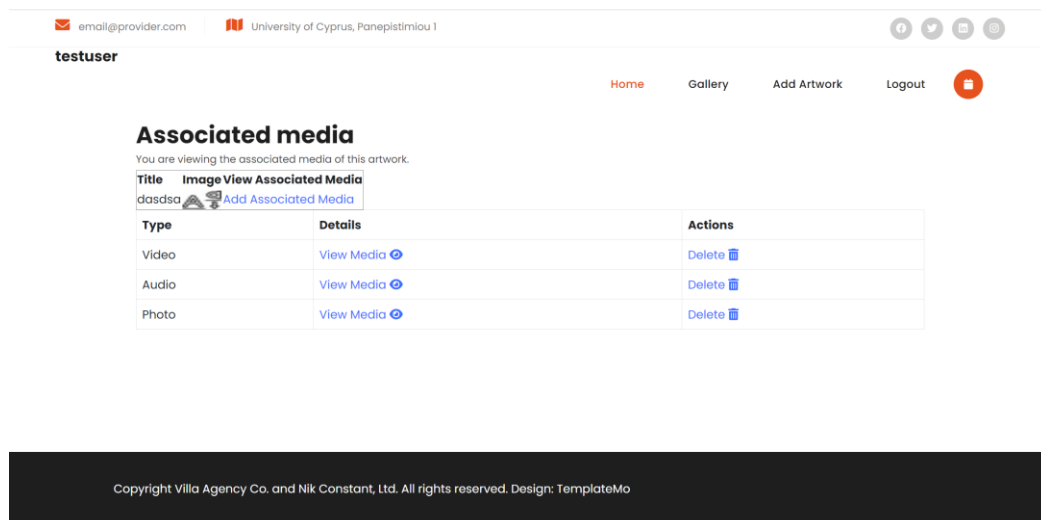 email@provider.com University of Cyprus, Panepistimiou 1
testuser
Home Gallery Add Artwork Logout
Associated media
You are viewing the associated media of this artwork.
Title Image View Associated Media
dasdsa Add Associated Media
Type Details Actions
Video View Media Delete
Audio View Media Delete
Photo View Media Delete
Copyright Villa Agency Co. and Nik Constant, Ltd. All rights reserved. Design: TemplateMo